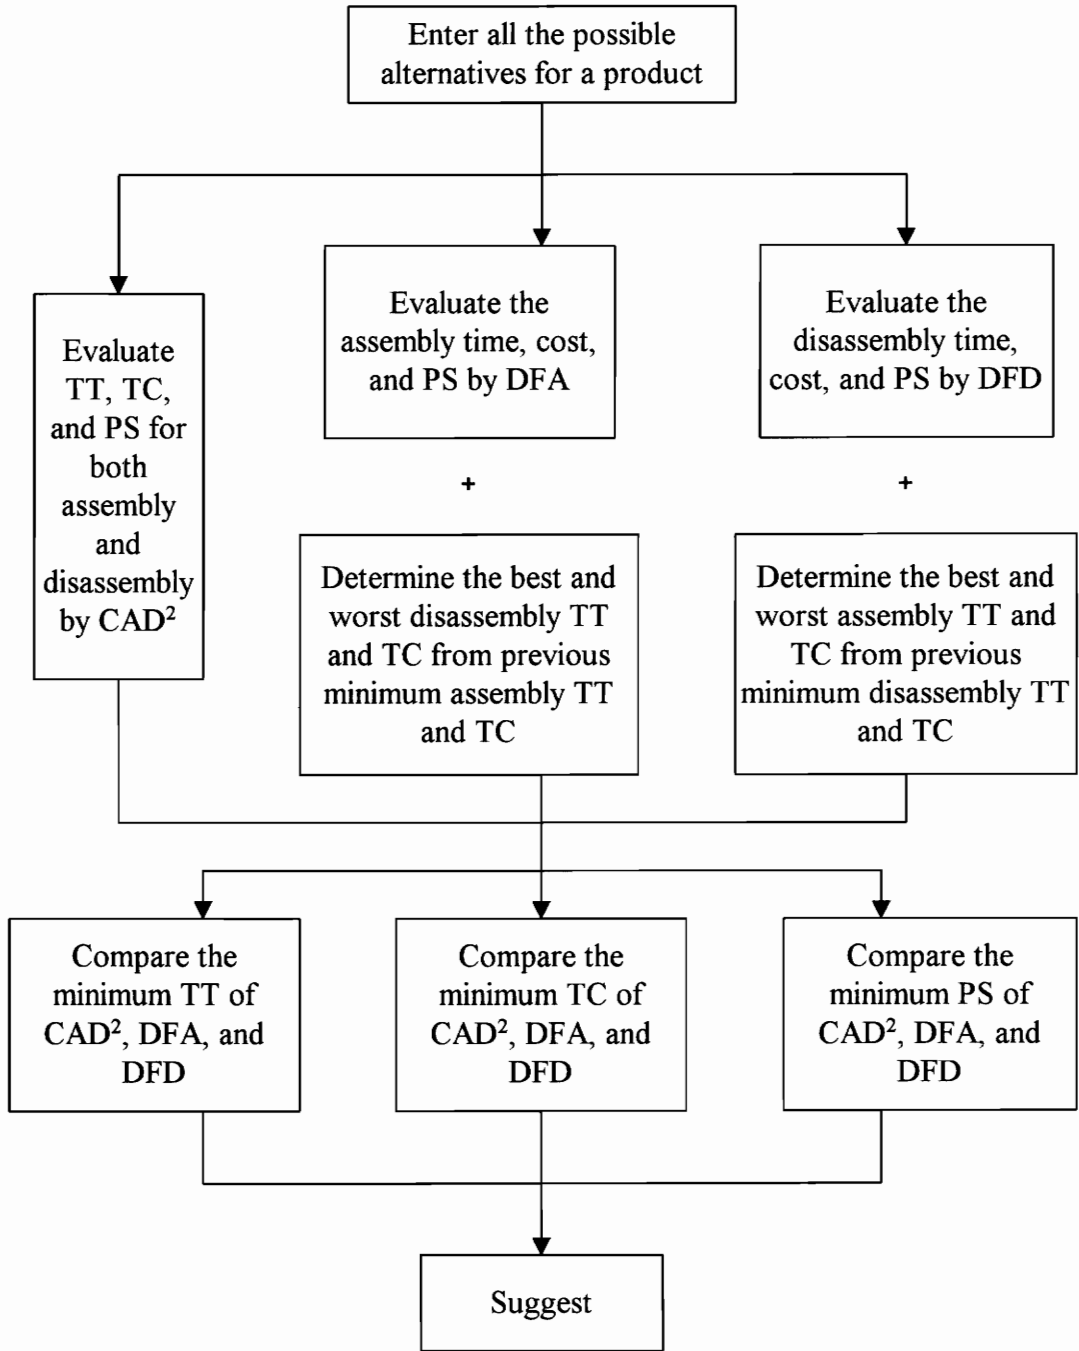 Enter all the possible
alternatives for a product
Evaluate
TT, TC,
and PS for
both
assembly
and
disassembly
by CAD²
Evaluate the
assembly time, cost,
and PS by DFA
+
Determine the best and
worst disassembly TT
and TC from previous
minimum assembly TT
and TC
Evaluate the
disassembly time,
cost, and PS by DFD
+
Determine the best and
worst assembly TT and
TC from previous
minimum disassembly TT
and TC
Compare the
minimum TT of
CAD², DFA, and
DFD
Compare the
minimum TC of
CAD², DFA, and
DFD
Compare the
minimum PS of
CAD², DFA, and
DFD
Suggest